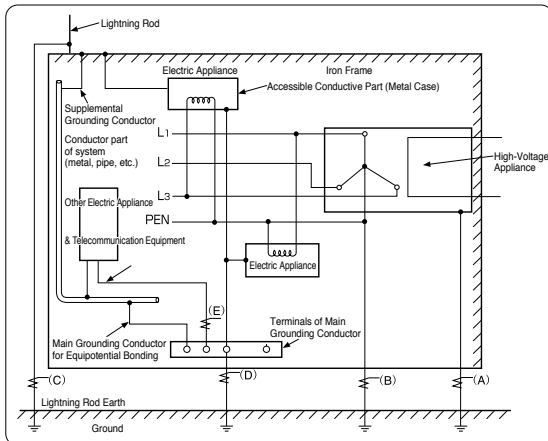 Lightning Rod
Electric Appliance
Iron Frame
Accessible Conductive Part (Metal Case)
Supplemental
Grounding Conductor
Conductor part
of system
(metal, pipe, etc.)
L1
L2
L3
PEN
High-Voltage
Appliance
Other Electric Appliance
& Telecommunication Equipment
Electric Appliance
(E)
Terminals of Main
Grounding Conductor
Main Grounding Conductor
for Equipotential Bonding
(C)
(D)
(B)
(A)
Lightning Rod Earth
Ground